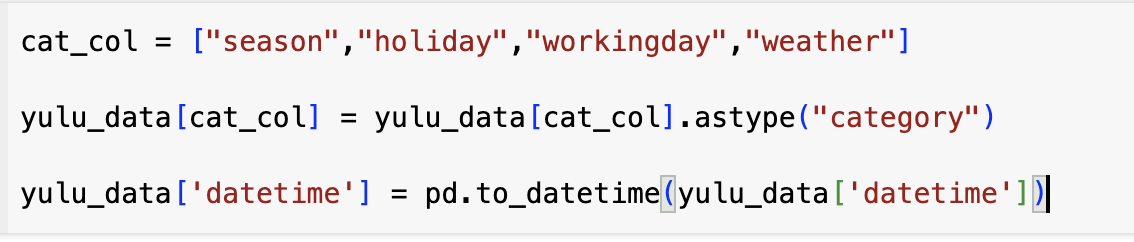 cat_col = ["season","holiday","workingday","weather"]
yulu_data[cat_col] = yulu_data[cat_col].astype("category")
yulu_data['datetime'] = pd.to_datetime(yulu_data['datetime'])